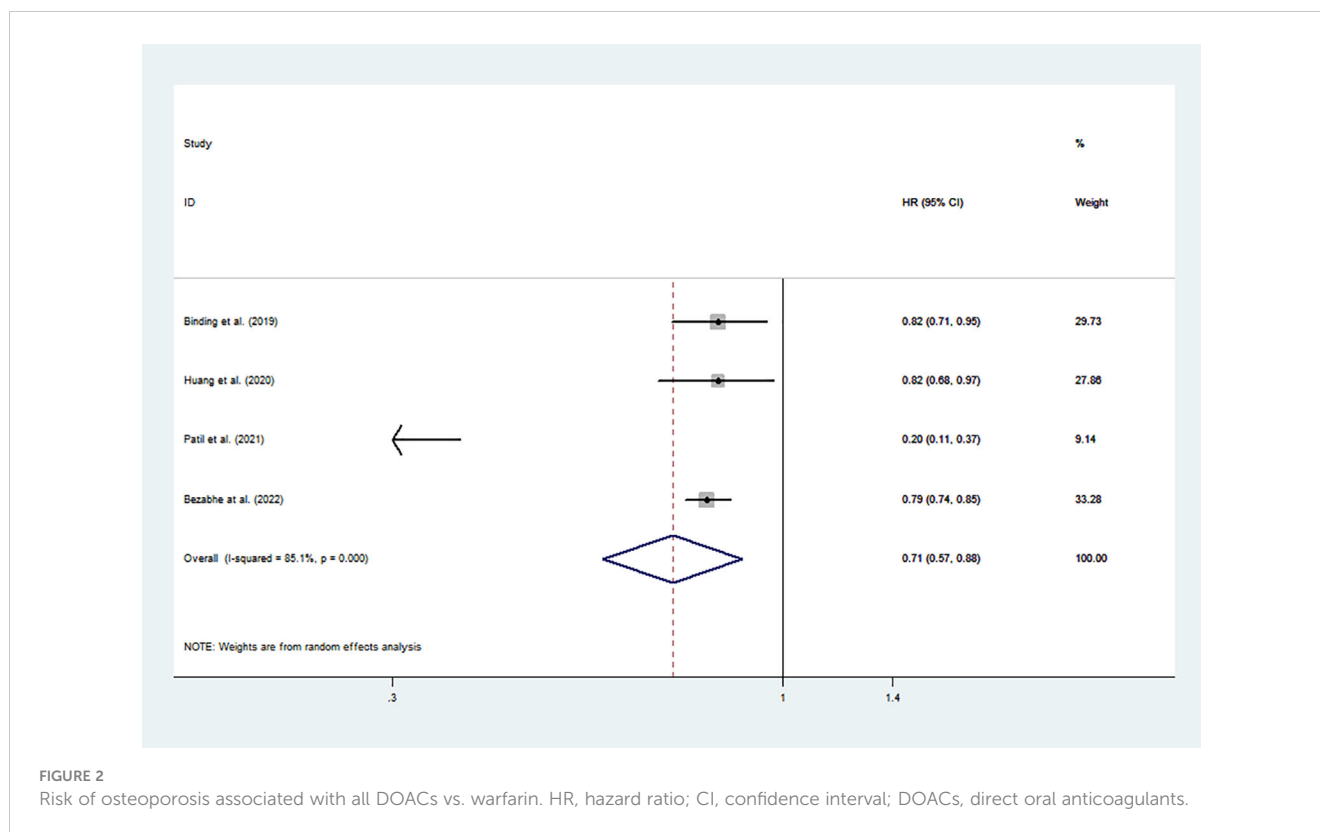 Study %
ID HR (95% CI) Weight
Binding et al. (2019) 0.82 (0.71, 0.95) 29.73
Huang et al. (2020) 0.82 (0.68, 0.97) 27.86
Patil et al. (2021) 0.20 (0.11, 0.37) 9.14
Bezabhe at al. (2022) 0.79 (0.74, 0.85) 33.28
Overall (I-squared = 85.1%, p = 0.000) 0.71 (0.57, 0.88) 100.00
NOTE: Weights are from random effects analysis
.3 1 1.4
FIGURE 2
Risk of osteoporosis associated with all DOACs vs. warfarin. HR, hazard ratio; CI, confidence interval; DOACs, direct oral anticoagulants.